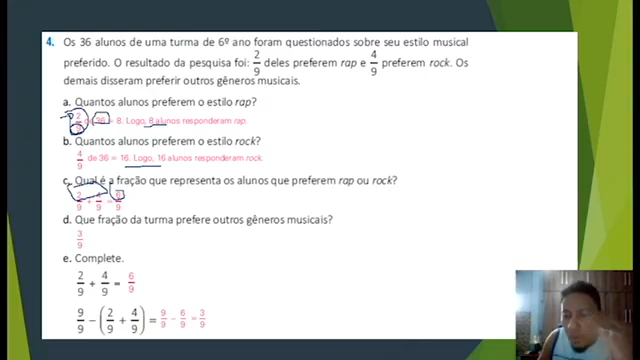 4. Os 36 alunos de uma turma de 6º ano foram questionados sobre seu estilo musical
preferido. O resultado da pesquisa foi: 2/9 deles preferem rap e 4/9 preferem rock. Os
demais disseram preferir outros gêneros musicais.
a. Quantos alunos preferem o estilo rap?
2/9 de 36 = 8. Logo, 8 alunos responderam rap.
b. Quantos alunos preferem o estilo rock?
4/9 de 36 = 16. Logo, 16 alunos responderam rock.
c. Qual é a fração que representa os alunos que preferem rap ou rock?
2/9 + 4/9 = 6/9
d. Que fração da turma prefere outros gêneros musicais?
3/9
e. Complete.
2/9 + 4/9 = 6/9
9/9 − (2/9 + 4/9) = 9/9 − 6/9 = 3/9